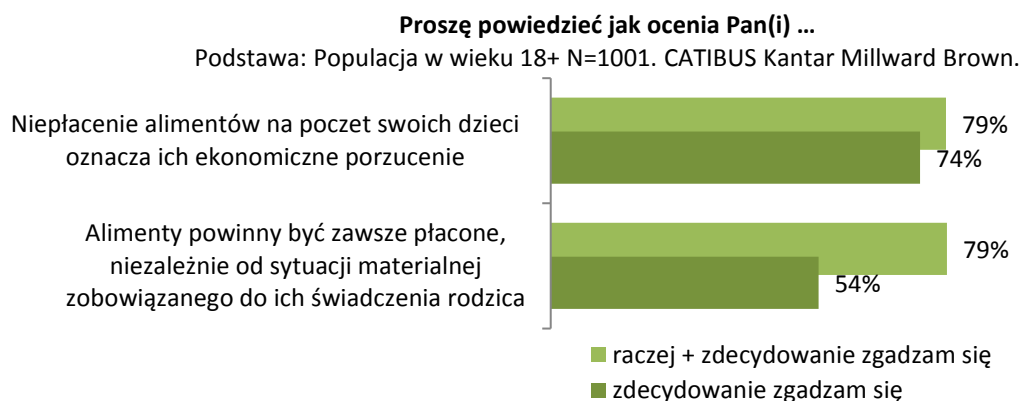 Proszę powiedzieć jak ocenia Pan(i) ...
Podstawa: Populacja w wieku 18+ N=1001. CATIBUS Kantar Millward Brown.
Niepłacenie alimentów na poczet swoich dzieci
oznacza ich ekonomiczne porzucenie
79%
74%
Alimenty powinny być zawsze płacone,
niezależnie od sytuacji materialnej
zobowiązanego do ich świadczenia rodzica
79%
54%
raczej + zdecydowanie zgadzam się
zdecydowanie zgadzam się